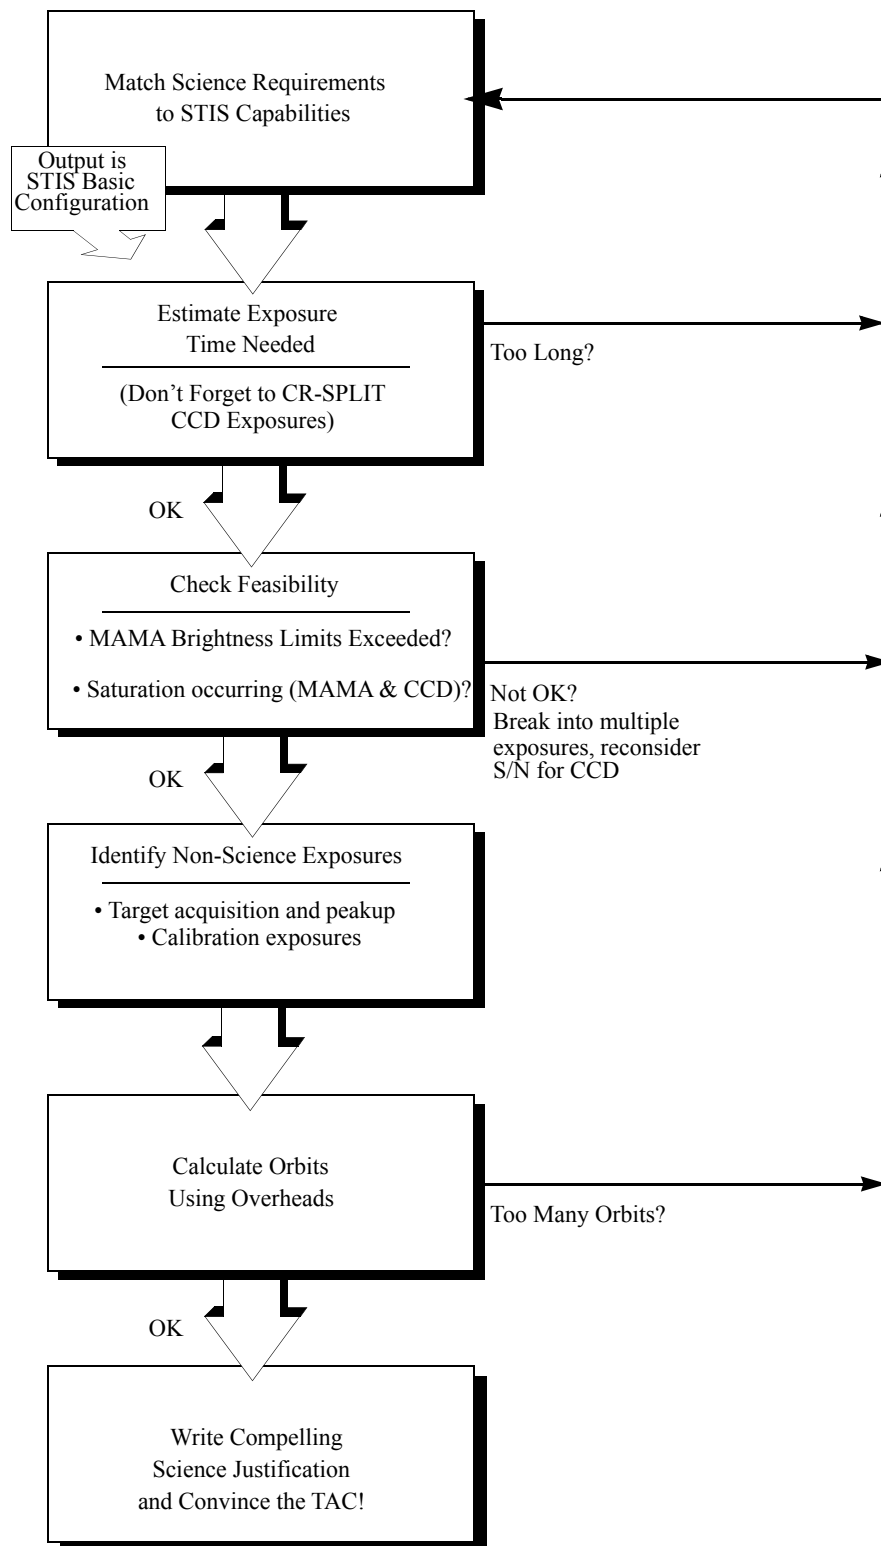 Match Science Requirements
to STIS Capabilities
Output is
STIS Basic
Configuration
Estimate Exposure
Time Needed
(Don’t Forget to CR-SPLIT
CCD Exposures)
Too Long?
OK
Check Feasibility
• MAMA Brightness Limits Exceeded?
• Saturation occurring (MAMA & CCD)?
Not OK?
Break into multiple
exposures, reconsider
S/N for CCD
OK
Identify Non-Science Exposures
• Target acquisition and peakup
• Calibration exposures
Calculate Orbits
Using Overheads
Too Many Orbits?
OK
Write Compelling
Science Justification
and Convince the TAC!